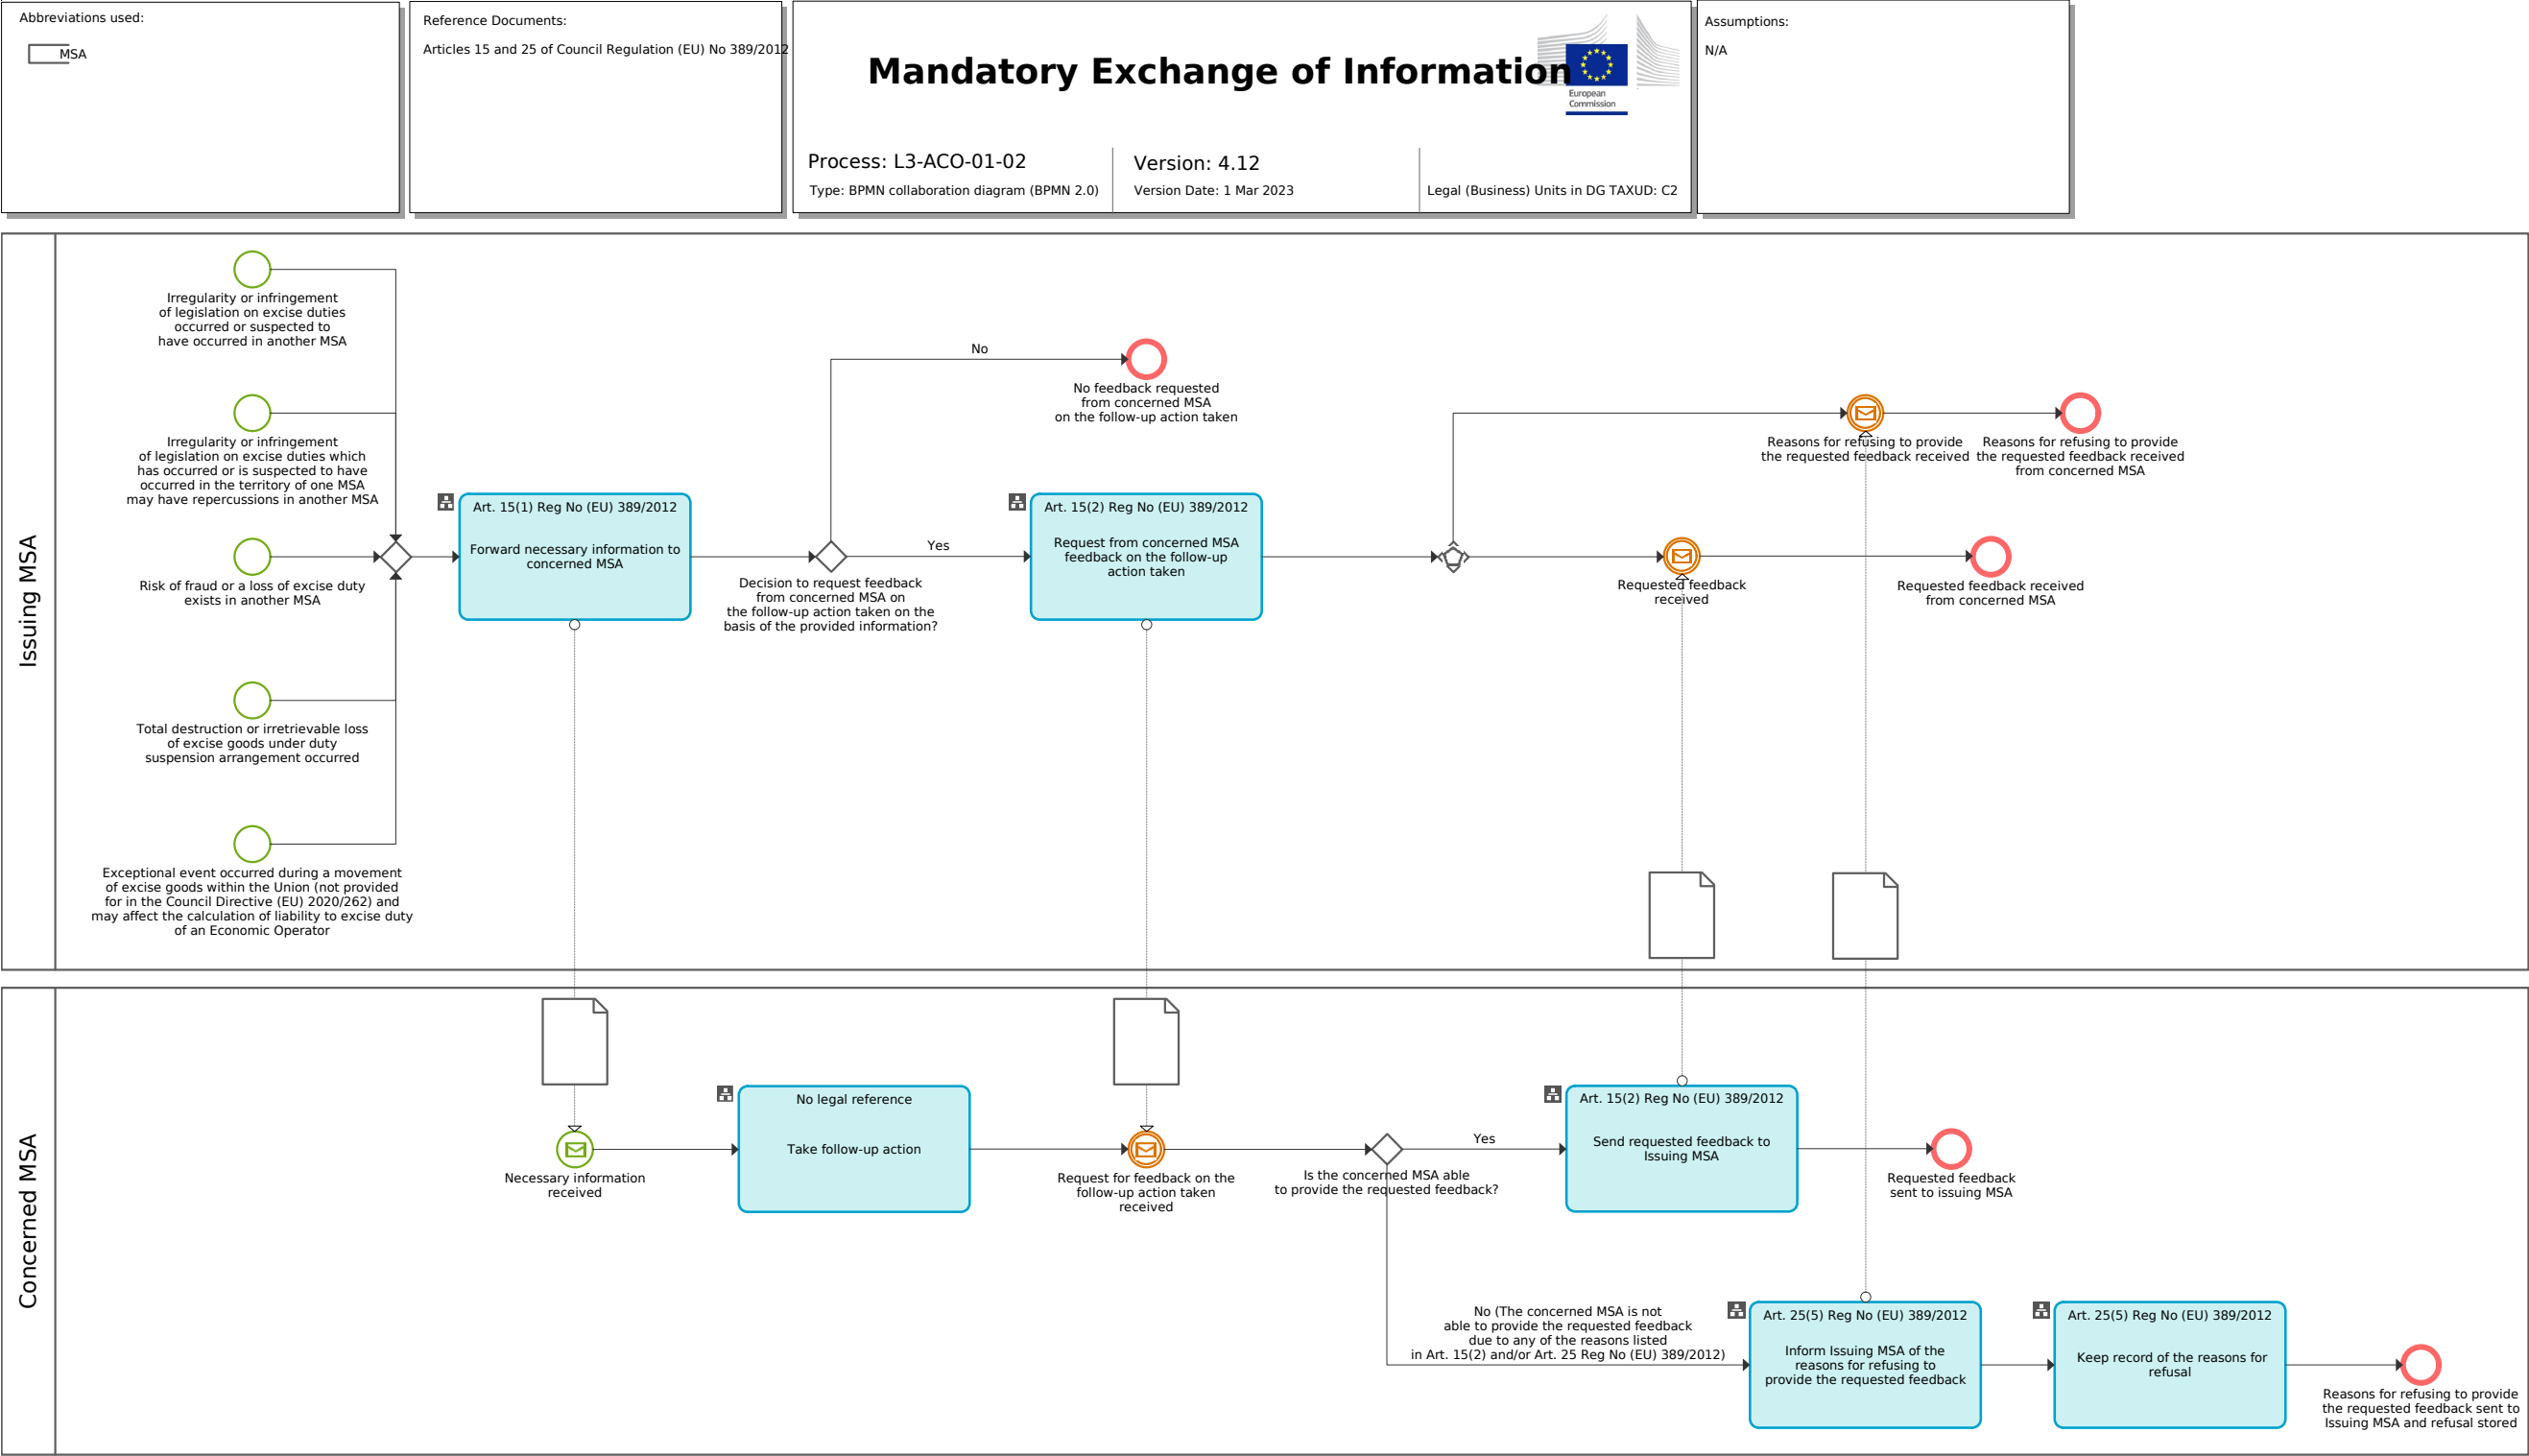 Abbreviations used:
MSA
Reference Documents:
Articles 15 and 25 of Council Regulation (EU) No 389/2012
Mandatory Exchange of Information
European
Commission
Process: L3-ACO-01-02
Type: BPMN collaboration diagram (BPMN 2.0)
Version: 4.12
Version Date: 1 Mar 2023
Legal (Business) Units in DG TAXUD: C2
Assumptions:
N/A
Issuing MSA
Irregularity or infringement
of legislation on excise duties
occurred or suspected to
have occurred in another MSA
Irregularity or infringement
of legislation on excise duties which
has occurred or is suspected to have
occurred in the territory of one MSA
may have repercussions in another MSA
Risk of fraud or a loss of excise duty
exists in another MSA
Total destruction or irretrievable loss
of excise goods under duty
suspension arrangement occurred
Exceptional event occurred during a movement
of excise goods within the Union (not provided
for in the Council Directive (EU) 2020/262) and
may affect the calculation of liability to excise duty
of an Economic Operator
Art. 15(1) Reg No (EU) 389/2012
Forward necessary information to
concerned MSA
Decision to request feedback
from concerned MSA on
the follow-up action taken on the
basis of the provided information?
No
No feedback requested
from concerned MSA
on the follow-up action taken
Yes
Art. 15(2) Reg No (EU) 389/2012
Request from concerned MSA
feedback on the follow-up
action taken
Reasons for refusing to provide
the requested feedback received
Reasons for refusing to provide
the requested feedback received
from concerned MSA
Requested feedback
received
Requested feedback received
from concerned MSA
Concerned MSA
Necessary information
received
No legal reference
Take follow-up action
Request for feedback on the
follow-up action taken
received
Is the concerned MSA able
to provide the requested feedback?
Yes
Art. 15(2) Reg No (EU) 389/2012
Send requested feedback to
Issuing MSA
Requested feedback
sent to issuing MSA
No (The concerned MSA is not
able to provide the requested feedback
due to any of the reasons listed
in Art. 15(2) and/or Art. 25 Reg No (EU) 389/2012)
Art. 25(5) Reg No (EU) 389/2012
Inform Issuing MSA of the
reasons for refusing to
provide the requested feedback
Art. 25(5) Reg No (EU) 389/2012
Keep record of the reasons for
refusal
Reasons for refusing to provide
the requested feedback sent to
Issuing MSA and refusal stored